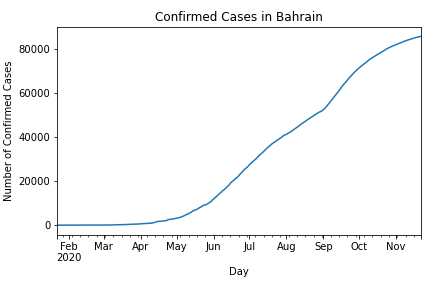 Confirmed Cases in Bahrain
Number of Confirmed Cases
80000
60000
40000
20000
0
Feb Mar Apr May Jun Jul Aug Sep Oct Nov
2020
Day